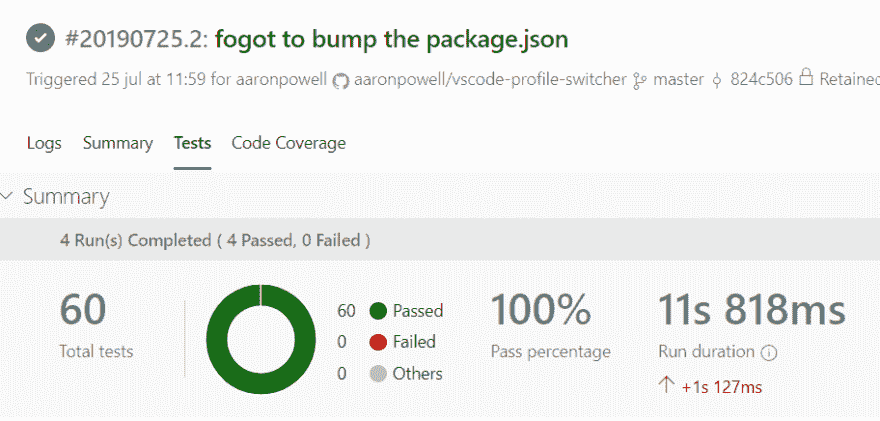 #20190725.2: fogot to bump the package.json
Triggered 25 jul at 11:59 for aaronpowell aaronpowell/vscode-profile-switcher master 824c506 Retained
Logs Summary Tests Code Coverage
Summary
4 Run(s) Completed ( 4 Passed, 0 Failed )
60
Total tests
60 Passed
0 Failed
0 Others
100%
Pass percentage
11s 818ms
Run duration
+1s 127ms